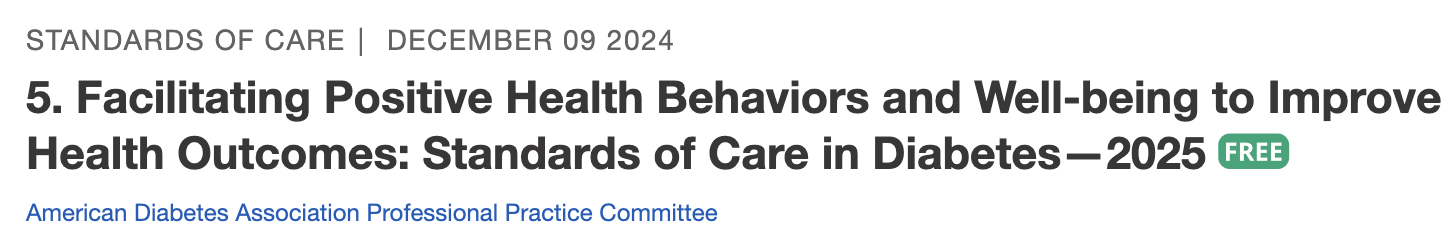 STANDARDS OF CARE | DECEMBER 09 2024
5. Facilitating Positive Health Behaviors and Well-being to Improve
Health Outcomes: Standards of Care in Diabetes—2025 FREE
American Diabetes Association Professional Practice Committee